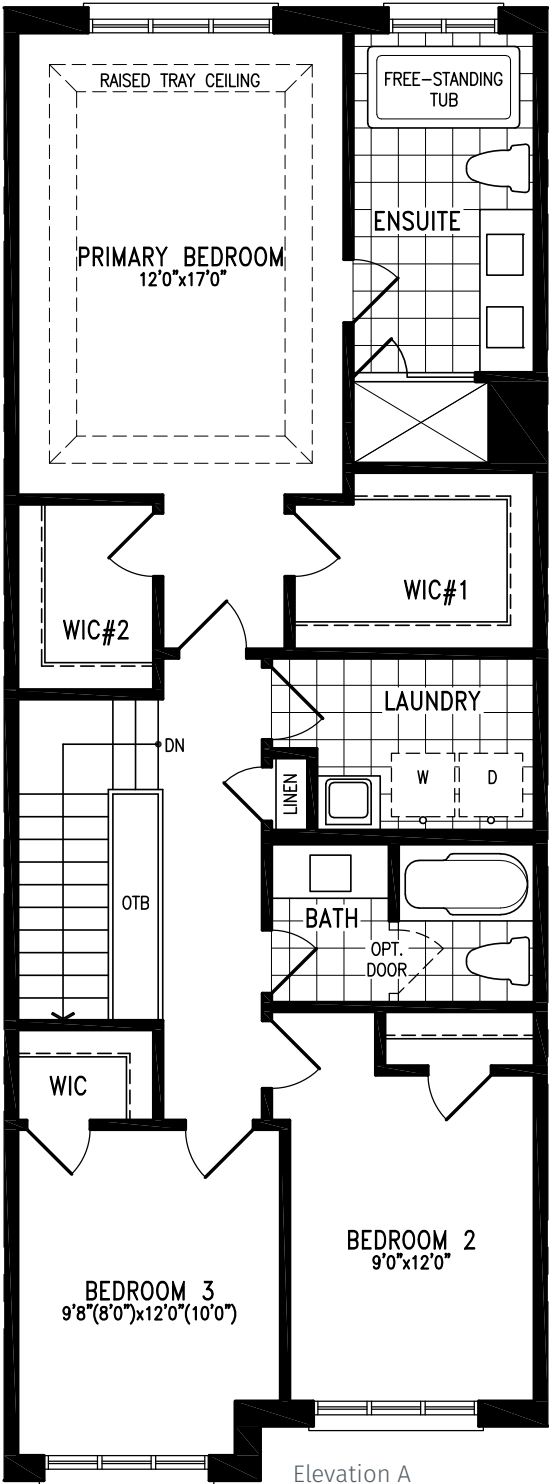 RAISED TRAY CEILING
FREE-STANDING
TUB
ENSUITE
PRIMARY BEDROOM
12'0"x17'0"
WIC#1
WIC#2
LAUNDRY
DN
W
D
LINEN
OTB
BATH
OPT.
DOOR
WIC
BEDROOM 2
9'0"x12'0"
BEDROOM 3
9'8"(8'0")x12'0"(10'0")
Elevation A